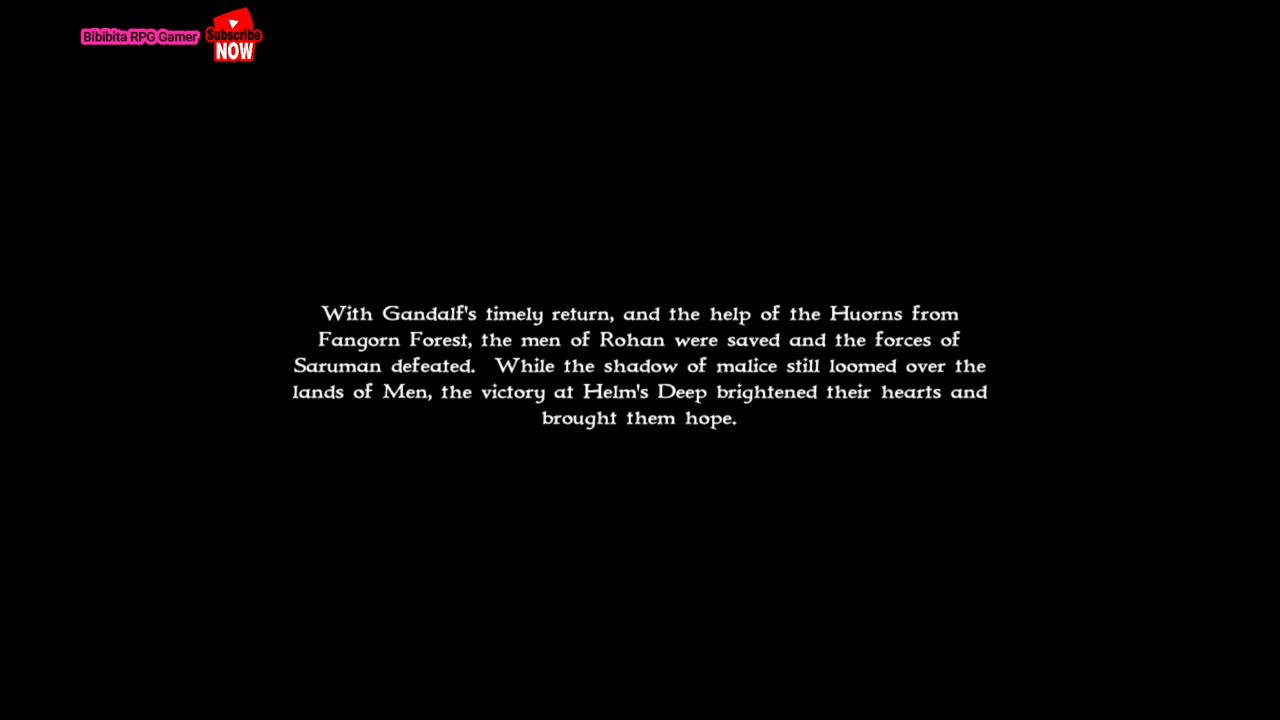 Bibibita RPG Gamer
Subscribe
NOW
With Gandalf's timely return, and the help of the Huorns from
Fangorn Forest, the men of Rohan were saved and the forces of
Saruman defeated.  While the shadow of malice still loomed over the
lands of Men, the victory at Helm's Deep brightened their hearts and
brought them hope.